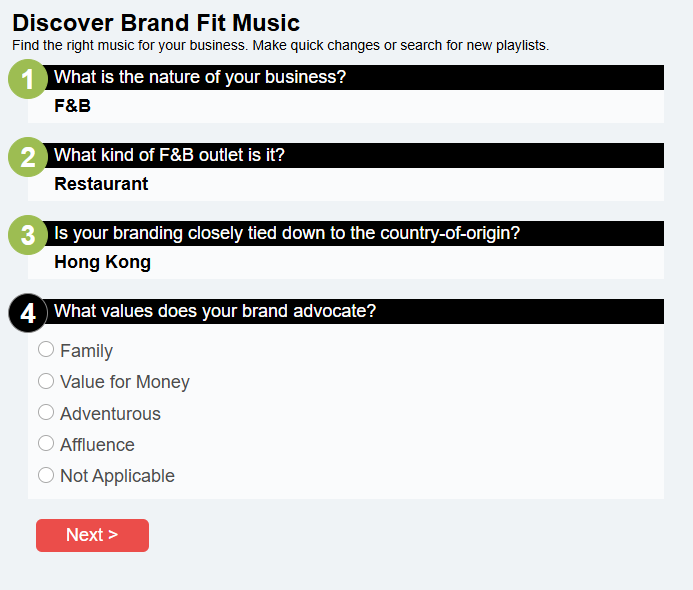 Discover Brand Fit Music
Find the right music for your business. Make quick changes or search for new playlists.
1 What is the nature of your business?
F&B
2 What kind of F&B outlet is it?
Restaurant
3 Is your branding closely tied down to the country-of-origin?
Hong Kong
4 What values does your brand advocate?
Family
Value for Money
Adventurous
Affluence
Not Applicable
Next >